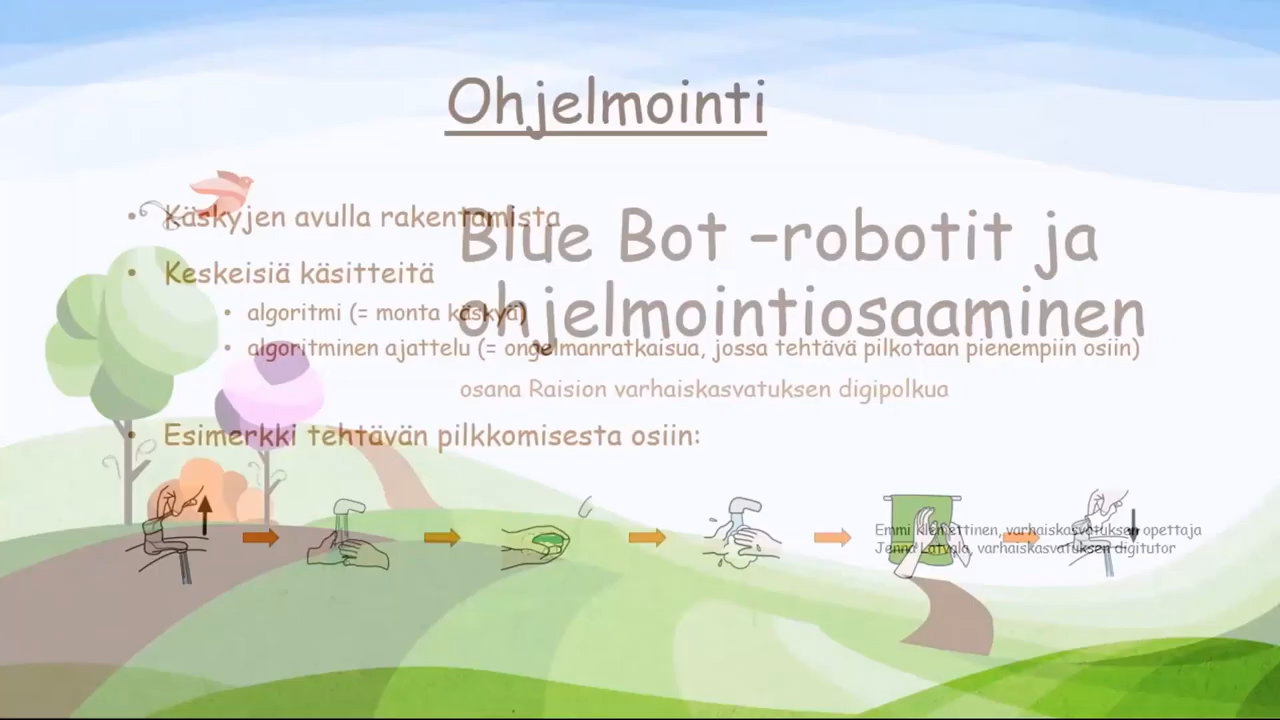 Ohjelmointi
• Käskyjen avulla rakentamista
Blue Bot –robotit ja
• Keskeisiä käsitteitä
• algoritmi (= monta käskyä)
ohjelmointiosaaminen
• algoritminen ajattelu (= ongelmanratkaisua, jossa tehtävä pilkotaan pienempiin osiin)
osana Raision varhaiskasvatuksen digipolkua
• Esimerkki tehtävän pilkkomisesta osiin:
Emmi Klemettinen, varhaiskasvatuksen opettaja
Jenna Latvala, varhaiskasvatuksen digitutor